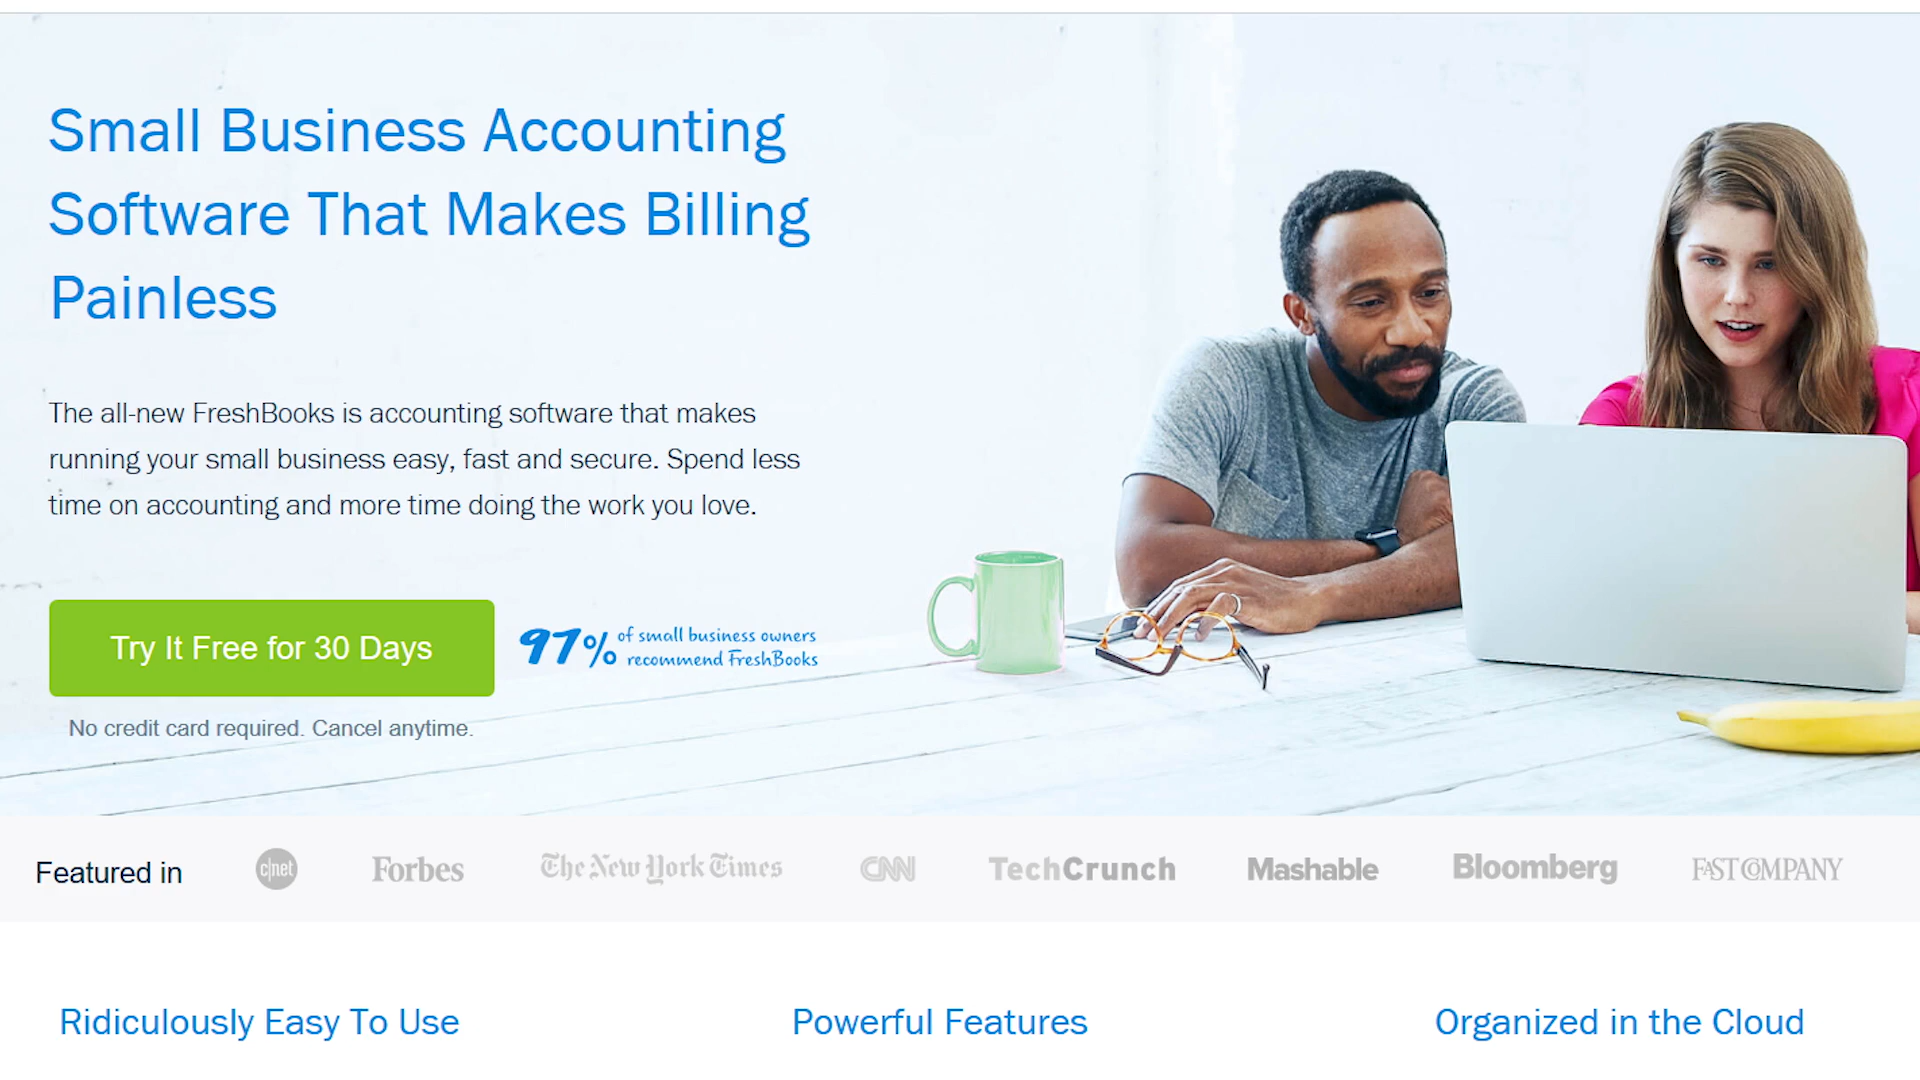 Small Business Accounting
Software That Makes Billing
Painless
The all-new FreshBooks is accounting software that makes
running your small business easy, fast and secure. Spend less
time on accounting and more time doing the work you love.
Try It Free for 30 Days
97% of small business owners
recommend FreshBooks
No credit card required. Cancel anytime.
Featured in c|net Forbes The New York Times CNN TechCrunch Mashable Bloomberg FAST COMPANY
Ridiculously Easy To Use Powerful Features Organized in the Cloud